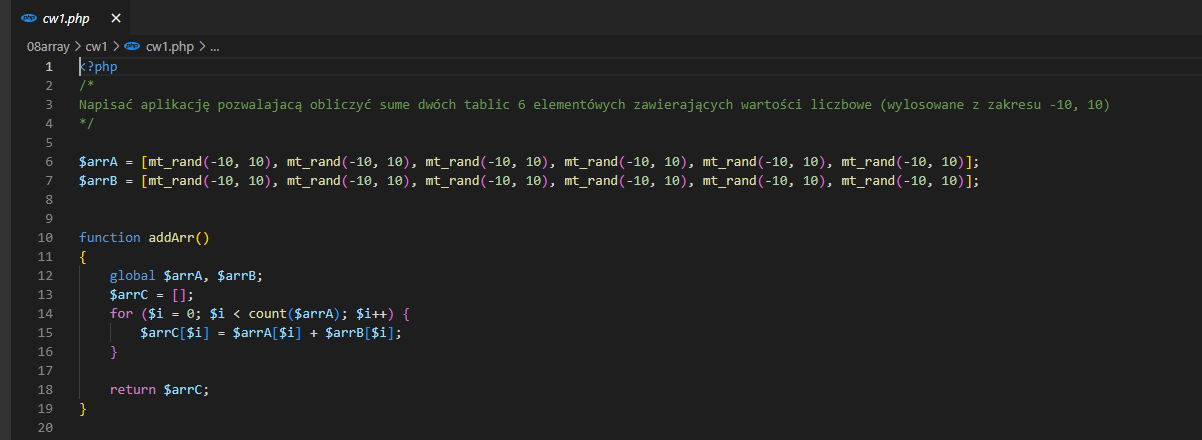 php cw1.php ×
08array > cw1 > php cw1.php > ...
1 <?php
2 /*
3 Napisać aplikację pozwalajacą obliczyć sume dwóch tablic 6 elementówych zawierających wartości liczbowe (wylosowane z zakresu -10, 10)
4 */
5
6 $arrA = [mt_rand(-10, 10), mt_rand(-10, 10), mt_rand(-10, 10), mt_rand(-10, 10), mt_rand(-10, 10), mt_rand(-10, 10)];
7 $arrB = [mt_rand(-10, 10), mt_rand(-10, 10), mt_rand(-10, 10), mt_rand(-10, 10), mt_rand(-10, 10), mt_rand(-10, 10)];
8
9
10 function addArr()
11 {
12     global $arrA, $arrB;
13     $arrC = [];
14     for ($i = 0; $i < count($arrA); $i++) {
15         $arrC[$i] = $arrA[$i] + $arrB[$i];
16     }
17
18     return $arrC;
19 }
20